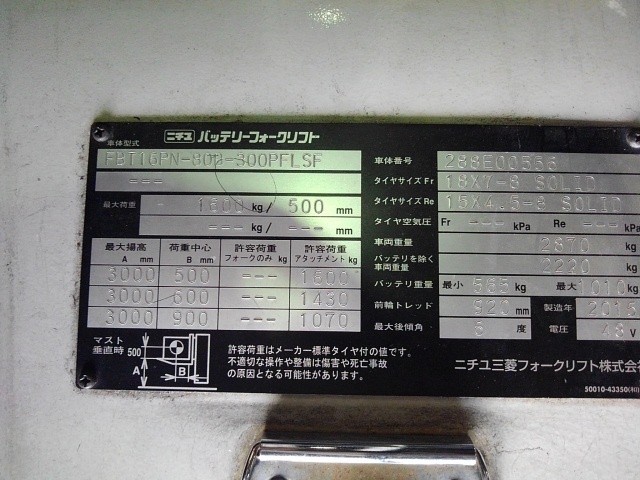 ニチユ バッテリーフォークリフト
車体型式
FBT16PN-80B-300PFLSF
---
最大荷重 - 1600 kg/ 500 mm
--- kg/ --- mm
最大揚高 A mm 荷重中心 B mm 許容荷重 フォークのみ kg 許容荷重 アタッチメント kg
3000 500 --- 1600
3000 600 --- 1430
3000 900 --- 1070
マスト垂直時 500
A
B
許容荷重はメーカー標準タイヤ付の値です。
不適切な操作や整備は傷害や死亡事故
の原因となる可能性があります。
車体番号 288E00566
タイヤサイズ Fr 18X7-8 SOLID
タイヤサイズ Re 15X4.5-8 SOLID
タイヤ空気圧 Fr --- kPa Re --- kPa
車両重量 2870 kg
バッテリを除く車両重量 2220 kg
バッテリ重量 最小 565 kg 最大 1010 kg
前輪トレッド 920 mm 製造年
最大後傾角 度 電圧 48 V
ニチユ三菱フォークリフト株式会
50010-43350(和)